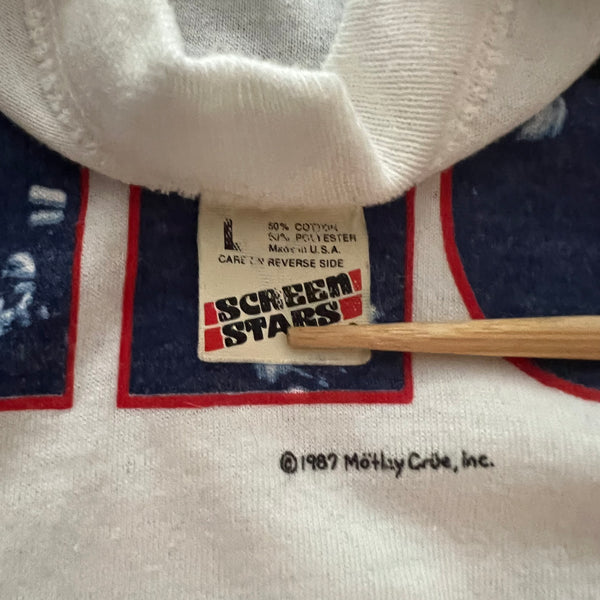 L
50% COTTON
50% POLYESTER
Made in U.S.A.
CARE ON REVERSE SIDE
SCREEN
STARS
©1987 Mötley Crüe, Inc.